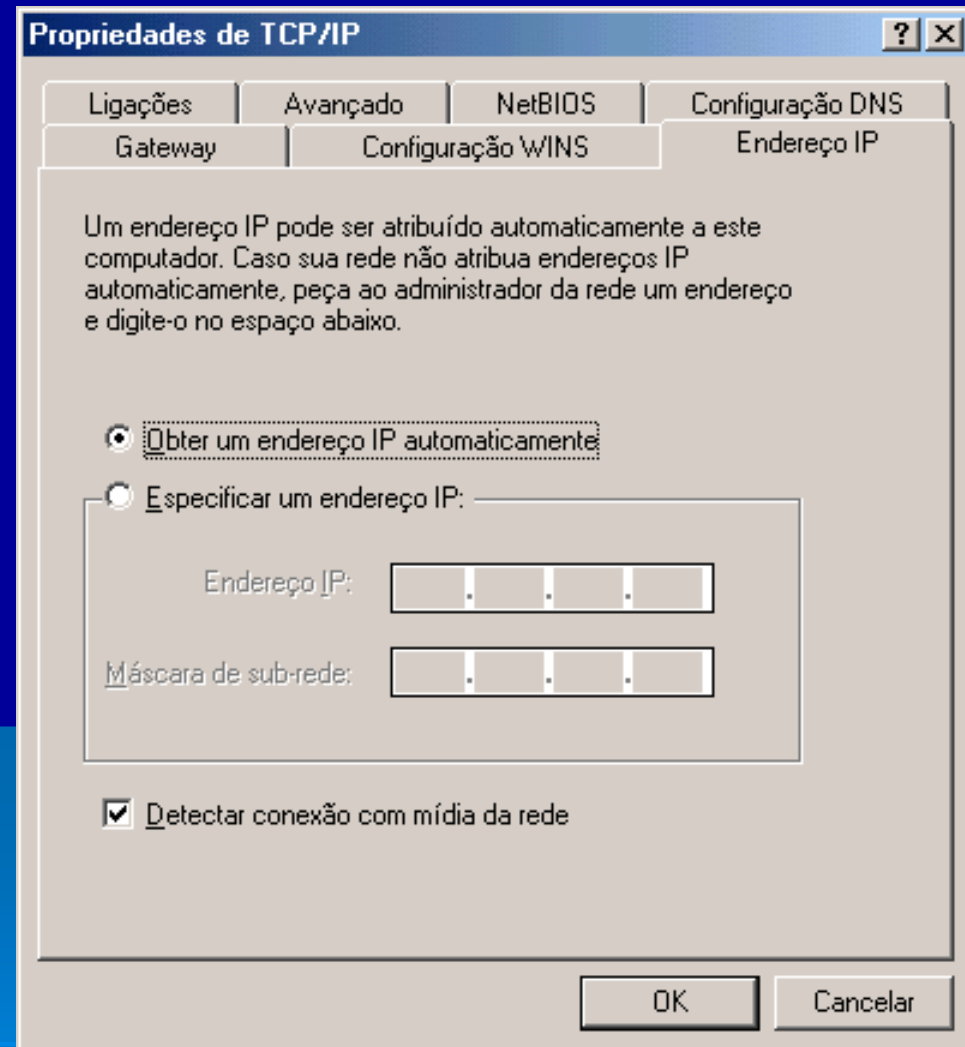 Propriedades de TCP/IP
Ligações Avançado NetBIOS Configuração DNS
Gateway Configuração WINS Endereço IP
Um endereço IP pode ser atribuído automaticamente a este
computador. Caso sua rede não atribua endereços IP
automaticamente, peça ao administrador da rede um endereço
e digite-o no espaço abaixo.
Obter um endereço IP automaticamente
Especificar um endereço IP:
Endereço IP:
Máscara de sub-rede:
Detectar conexão com mídia da rede
OK Cancelar